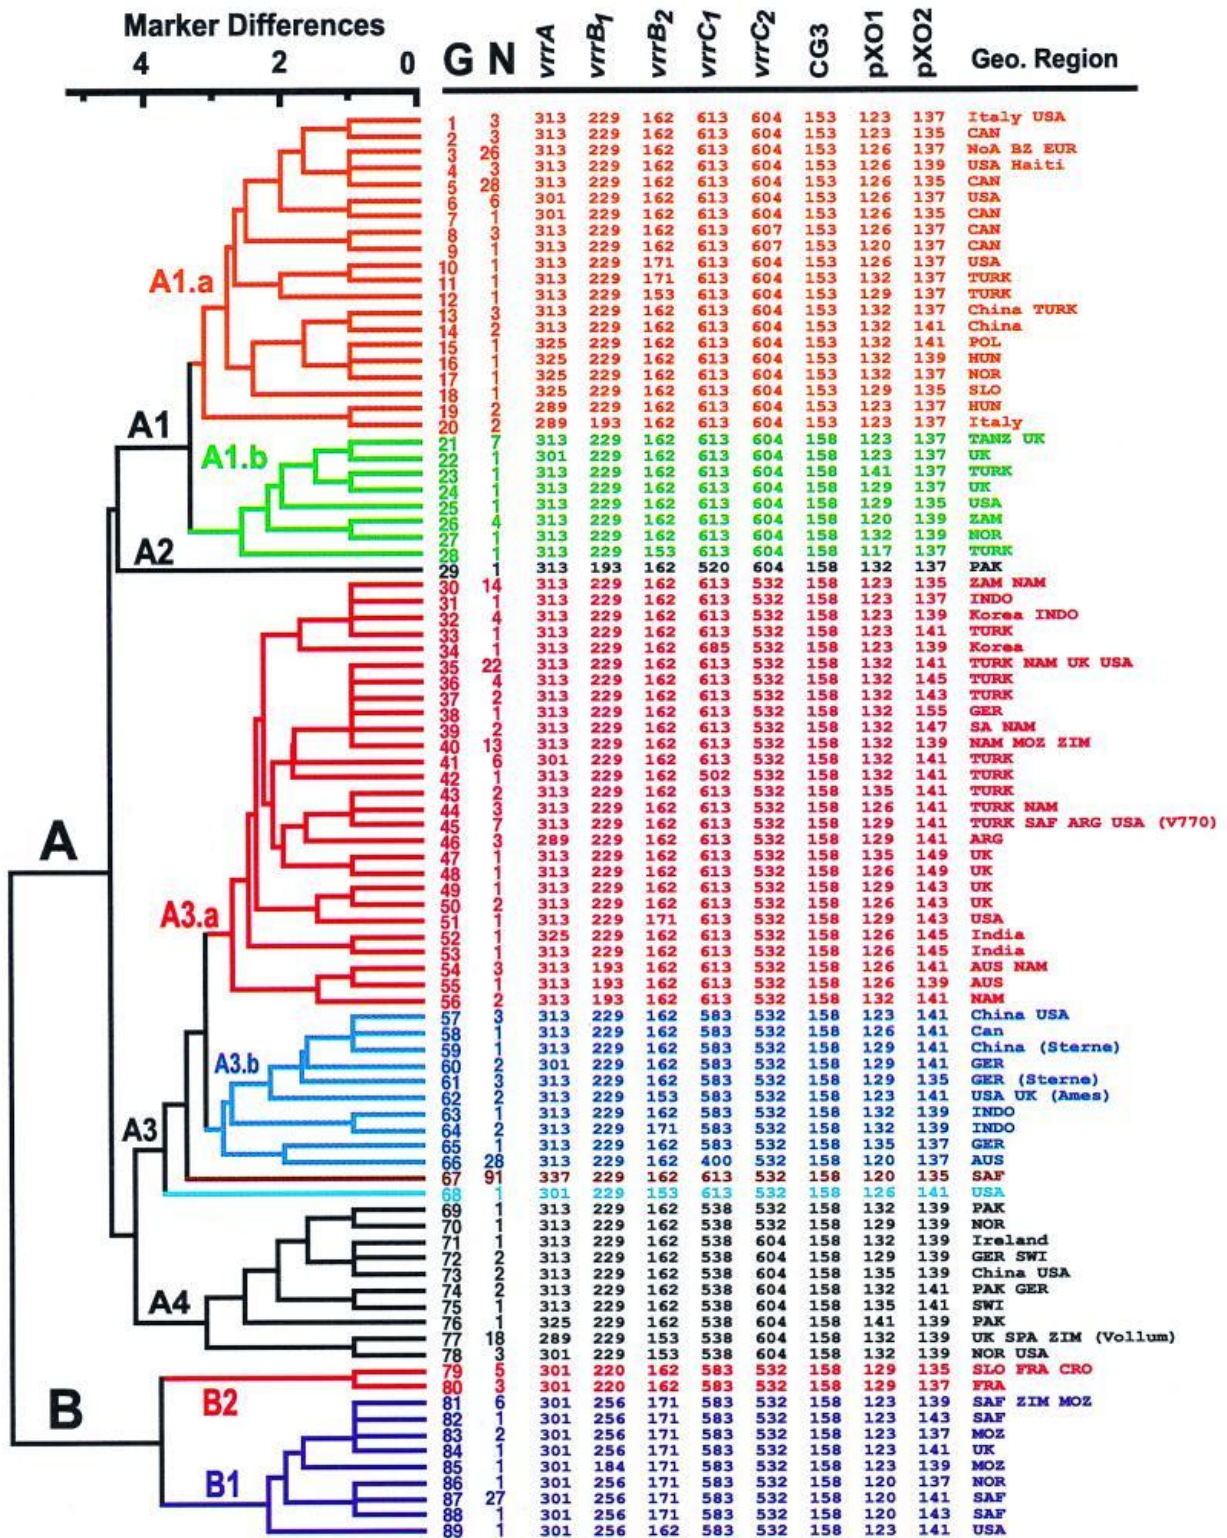 Marker Differences
4 2 0
G N vrrA vrrB1 vrrB2 vrrC1 vrrC2 CG3 pXO1 pXO2 Geo. Region
1 3 313 229 162 613 604 153 123 137 Italy USA
2 3 313 229 162 613 604 153 123 135 CAN
3 26 313 229 162 613 604 153 126 137 NoA BZ EUR
4 3 313 229 162 613 604 153 126 139 USA Haiti
5 28 313 229 162 613 604 153 126 135 CAN
6 6 301 229 162 613 604 153 126 137 USA
7 1 301 229 162 613 604 153 126 135 CAN
8 3 313 229 162 607 604 153 126 137 CAN
9 1 313 229 162 607 604 153 120 137 CAN
10 1 313 229 171 613 604 153 126 137 USA
A1.a
11 1 313 229 171 613 604 153 132 137 TURK
12 1 313 229 153 613 604 153 129 137 TURK
13 3 313 229 162 613 604 153 132 137 China TURK
14 2 313 229 162 613 604 153 132 141 China
15 1 325 229 162 613 604 153 132 141 POL
16 1 325 229 162 613 604 153 132 139 HUN
17 1 325 229 162 613 604 153 132 137 NOR
18 1 325 229 162 613 604 153 129 135 SLO
19 2 289 229 162 613 604 153 123 137 HUN
20 2 289 193 162 613 604 153 123 137 Italy
A1
21 7 313 229 162 613 604 158 123 137 TANZ UK
A1.b
22 1 301 229 162 613 604 158 123 137 UK
23 1 313 229 162 613 604 158 141 137 TURK
24 1 313 229 162 613 604 158 129 137 UK
25 1 313 229 162 613 604 158 129 135 USA
26 4 313 229 162 613 604 158 120 139 ZAM
27 1 313 229 162 613 604 158 132 139 NOR
28 1 313 229 153 613 604 158 117 137 TURK
A2
29 1 313 193 162 520 604 158 132 137 PAK
30 14 313 229 162 613 532 158 123 135 ZAM NAM
31 1 313 229 162 613 532 158 123 137 INDO
32 4 313 229 162 613 532 158 123 139 Korea INDO
33 1 313 229 162 613 532 158 123 141 TURK
34 1 313 229 162 685 532 158 123 139 Korea
35 22 313 229 162 613 532 158 132 141 TURK NAM UK USA
36 4 313 229 162 613 532 158 132 145 TURK
37 2 313 229 162 613 532 158 132 143 TURK
38 1 313 229 162 613 532 158 132 155 GER
39 2 313 229 162 613 532 158 132 147 SA NAM
40 13 313 229 162 613 532 158 132 139 NAM MOZ ZIM
41 6 301 229 162 613 532 158 132 141 TURK
42 1 313 229 162 502 532 158 132 141 TURK
43 2 313 229 162 613 532 158 135 141 TURK
44 3 313 229 162 613 532 158 126 141 TURK NAM
45 7 313 229 162 613 532 158 129 141 TURK SAF ARG USA (V770)
46 3 289 229 162 613 532 158 129 141 ARG
A
47 1 313 229 162 613 532 158 135 149 UK
48 1 313 229 162 613 532 158 126 149 UK
49 1 313 229 162 613 532 158 129 143 UK
50 2 313 229 162 613 532 158 126 143 UK
A3.a
51 1 313 229 171 613 532 158 129 143 USA
52 1 325 229 162 613 532 158 126 145 India
53 1 313 229 162 613 532 158 126 145 India
54 3 313 193 162 613 532 158 126 141 AUS NAM
55 1 313 193 162 613 532 158 126 139 AUS
56 2 313 193 162 613 532 158 132 141 NAM
57 3 313 229 162 583 532 158 123 141 China USA
58 1 313 229 162 583 532 158 126 141 Can
59 1 313 229 162 583 532 158 129 141 China (Sterne)
A3.b
60 2 301 229 162 583 532 158 129 141 GER
61 3 313 229 162 583 532 158 129 135 GER (Sterne)
62 2 313 229 153 583 532 158 123 141 USA UK (Ames)
63 1 313 229 162 583 532 158 132 139 INDO
A3
64 2 313 229 171 583 532 158 132 139 INDO
65 1 313 229 162 583 532 158 135 137 GER
66 28 313 229 162 400 532 158 120 137 AUS
67 91 337 229 162 613 532 158 120 135 SAF
68 1 301 229 153 613 532 158 126 141 USA
69 1 313 229 162 538 532 158 132 139 PAK
70 1 313 229 162 538 532 158 129 139 NOR
71 1 313 229 162 538 604 158 132 139 Ireland
72 2 313 229 162 538 604 158 129 139 GER SWI
73 2 313 229 162 538 604 158 135 139 China USA
74 2 313 229 162 538 604 158 132 141 PAK GER
A4
75 1 313 229 162 538 604 158 135 141 SWI
76 1 325 229 162 538 604 158 141 139 PAK
77 18 289 229 153 538 604 158 132 139 UK SPA ZIM (Vollum)
78 3 301 229 153 538 604 158 132 139 NOR USA
79 5 301 220 162 583 532 158 129 135 SLO FRA CRO
80 3 301 220 162 583 532 158 129 137 FRA
B
B2
81 6 301 256 171 583 532 158 123 139 SAF ZIM MOZ
82 1 301 256 171 583 532 158 123 143 SAF
83 2 301 256 171 583 532 158 123 137 MOZ
84 1 301 256 171 583 532 158 123 141 UK
85 1 301 184 171 583 532 158 123 139 MOZ
B1
86 1 301 256 171 583 532 158 120 137 NOR
87 27 301 256 171 583 532 158 120 141 SAF
88 1 301 256 171 583 532 158 120 143 SAF
89 1 301 256 162 583 532 158 123 141 USA